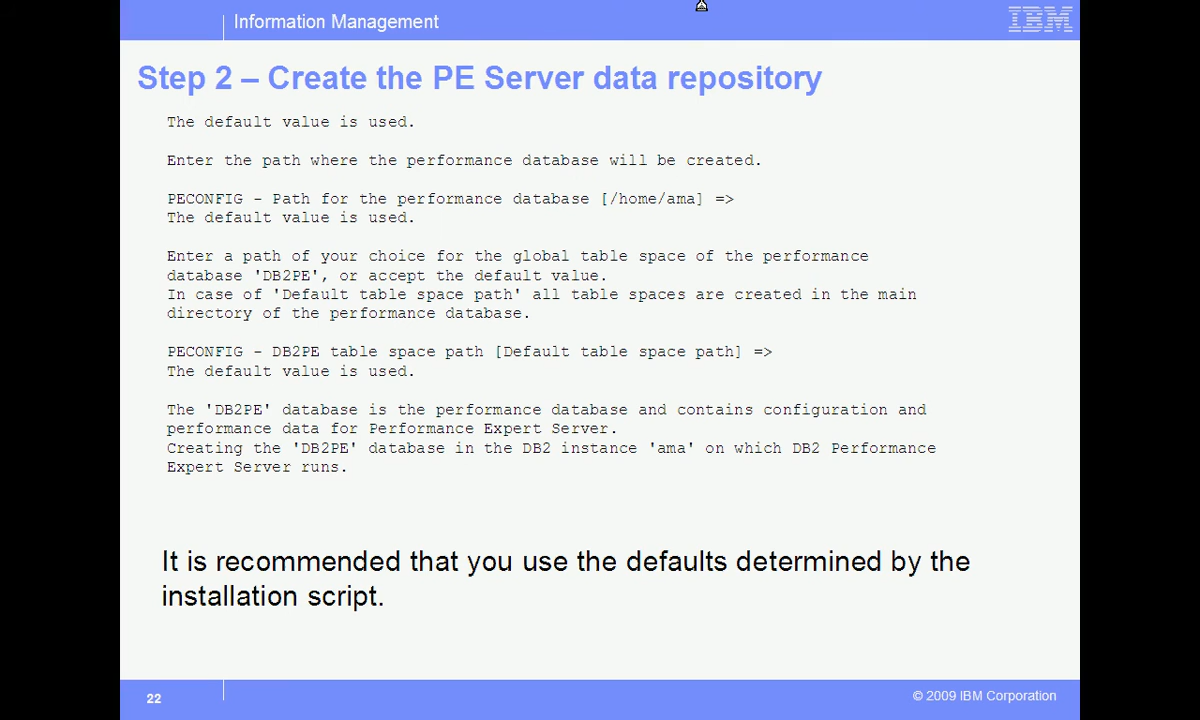 Information Management
IBM
Step 2 – Create the PE Server data repository
The default value is used.
Enter the path where the performance database will be created.
PECONFIG - Path for the performance database [/home/ama] =>
The default value is used.
Enter a path of your choice for the global table space of the performance
database 'DB2PE', or accept the default value.
In case of 'Default table space path' all table spaces are created in the main
directory of the performance database.
PECONFIG - DB2PE table space path [Default table space path] =>
The default value is used.
The 'DB2PE' database is the performance database and contains configuration and
performance data for Performance Expert Server.
Creating the 'DB2PE' database in the DB2 instance 'ama' on which DB2 Performance
Expert Server runs.
It is recommended that you use the defaults determined by the
installation script.
22
© 2009 IBM Corporation